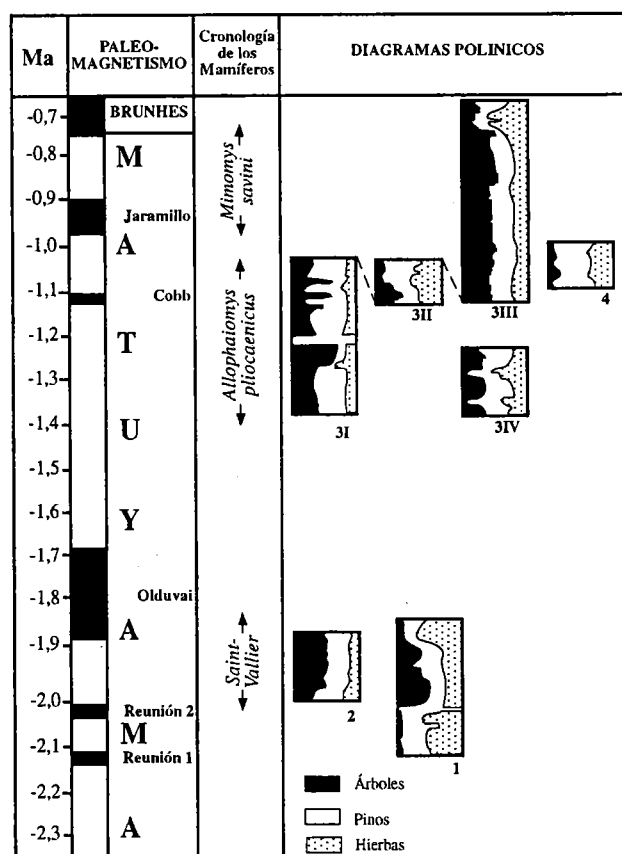 Ma
PALEO-
MAGNETISMO
Cronología
de los
Mamíferos
DIAGRAMAS POLINICOS
-0,7
-0,8
-0,9
-1,0
-1,1
-1,2
-1,3
-1,4
-1,5
-1,6
-1,7
-1,8
-1,9
-2,0
-2,1
-2,2
-2,3
BRUNHES
M
Jaramillo
A
Cobb
T
U
Y
Olduvai
A
Reunión 2
M
Reunión 1
A
Mimomys
savini
Allophaiomys
pliocaenicus
Saint-
Vallier
3I
3II
3III
4
3IV
2
1
Árboles
Pinos
Hierbas